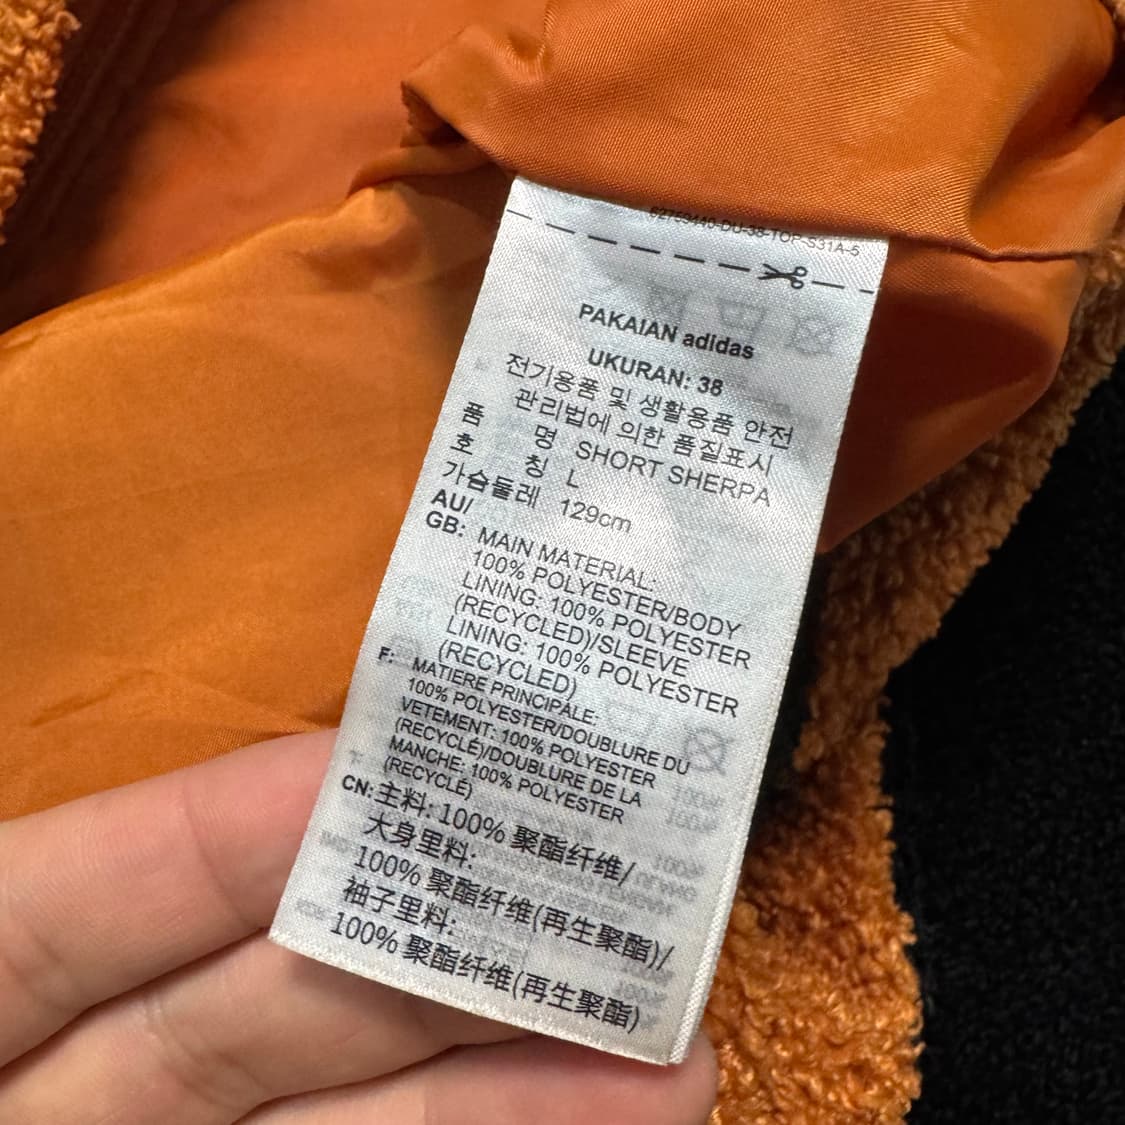 PAKAIAN adidas
UKURAN: 38
전기용품 및 생활용품 안전
관리법에 의한 품질표시
품 명 SHORT SHERPA
호 칭 L
가슴둘레 129cm
AU/
GB: MAIN MATERIAL:
100% POLYESTER/BODY
LINING: 100% POLYESTER
(RECYCLED)/SLEEVE
LINING: 100% POLYESTER
(RECYCLED)
F: MATIERE PRINCIPALE:
100% POLYESTER/DOUBLURE DU
VETEMENT: 100% POLYESTER
(RECYCLÉ)/DOUBLURE DE LA
MANCHE: 100% POLYESTER
(RECYCLÉ)
CN: 主料: 100% 聚酯纤维/
大身里料:
100% 聚酯纤维(再生聚酯)/
袖子里料:
100% 聚酯纤维(再生聚酯)